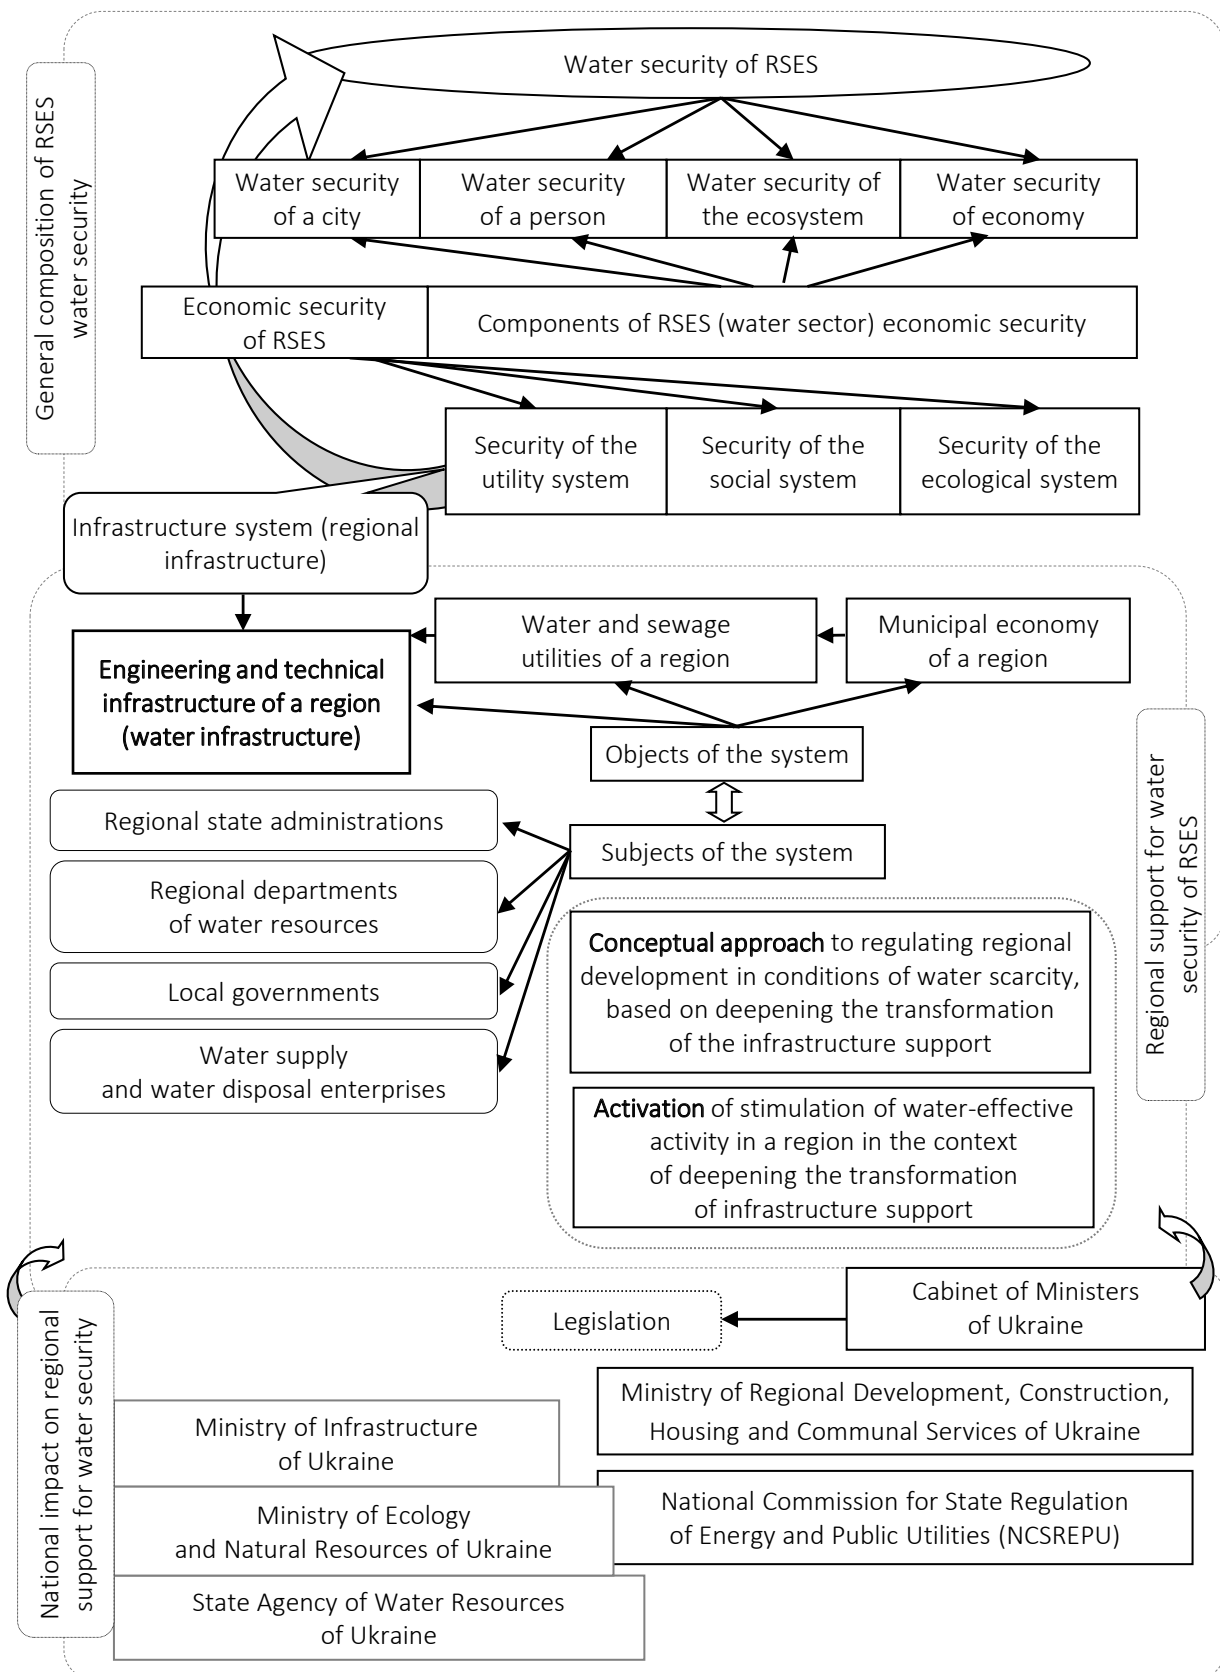 General composition of RSES
water security
Water security of RSES
Water security
of a city
Water security
of a person
Water security of
the ecosystem
Water security
of economy
Economic security
of RSES
Components of RSES (water sector) economic security
Security of the
utility system
Security of the
social system
Security of the
ecological system
Infrastructure system (regional
infrastructure)
Engineering and technical
infrastructure of a region
(water infrastructure)
Water and sewage
utilities of a region
Municipal economy
of a region
Objects of the system
Subjects of the system
Regional state administrations
Regional departments
of water resources
Local governments
Water supply
and water disposal enterprises
Conceptual approach to regulating regional
development in conditions of water scarcity,
based on deepening the transformation
of the infrastructure support
Activation of stimulation of water-effective
activity in a region in the context
of deepening the transformation
of infrastructure support
Regional support for water
security of RSES
National impact on regional
support for water security
Legislation
Cabinet of Ministers
of Ukraine
Ministry of Regional Development, Construction,
Housing and Communal Services of Ukraine
Ministry of Infrastructure
of Ukraine
National Commission for State Regulation
of Energy and Public Utilities (NCSREPU)
Ministry of Ecology
and Natural Resources of Ukraine
State Agency of Water Resources
of Ukraine